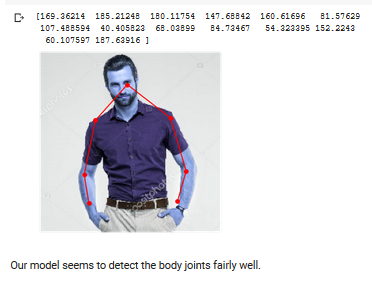 [169.36214 185.21248 180.11754 147.68842 160.61696 81.57629
107.488594 40.405823 68.03899 84.73467 54.323395 152.2243
60.107597 187.63916 ]
Our model seems to detect the body joints fairly well.